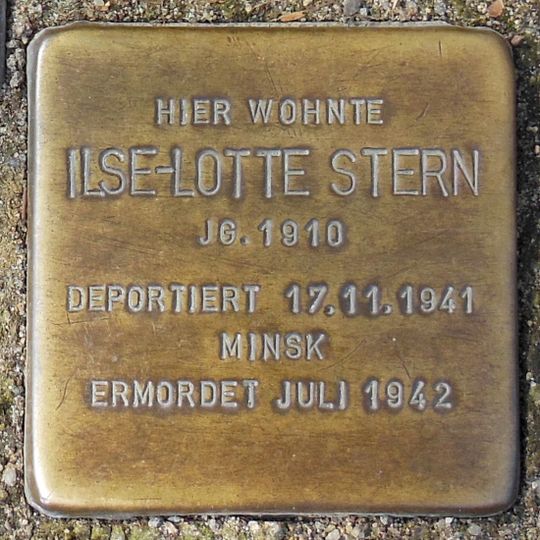 HIER WOHNTE
ILSE-LOTTE STERN
JG. 1910
DEPORTIERT 17.11.1941
MINSK
ERMORDET JULI 1942